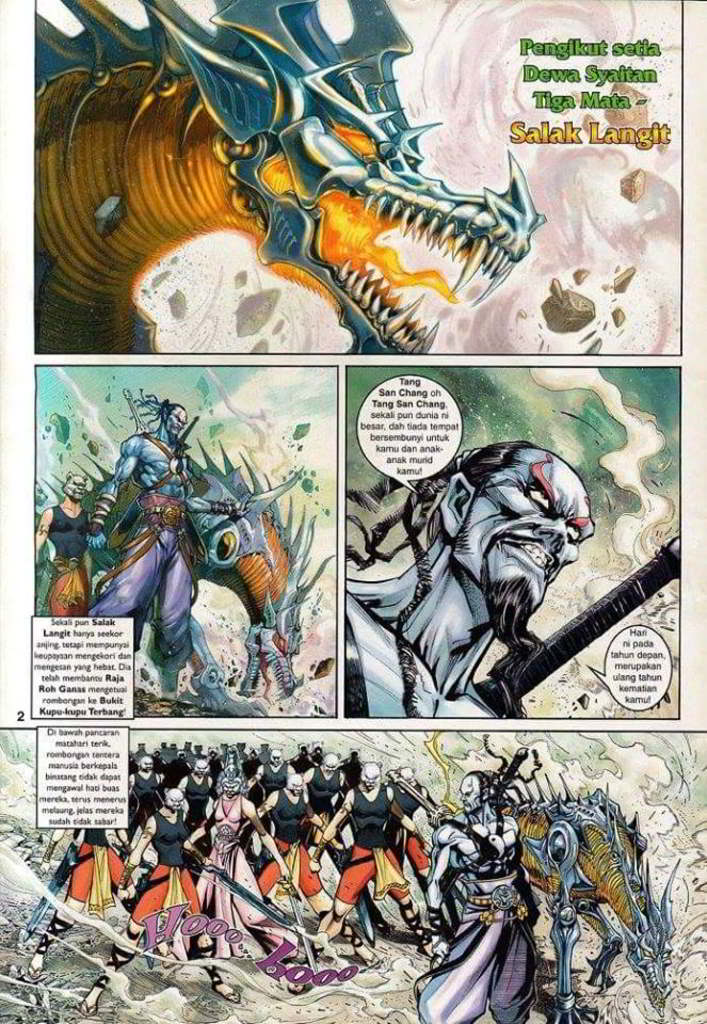 Pengikut setia
Dewa Syaitan
Tiga Mata -
Salak Langit
Sekali pun Salak
Langit hanya seekor
anjing, tetapi mempunyai
keupayaan mengekori dan
mengesan yang hebat. Dia
telah membantu Raja
Roh Ganas mengetuai
rombongan ke Bukit
Kupu-kupu Terbang!
Tang
San Chang oh
Tang San Chang,
sekali pun dunia ni
besar, dah tiada tempat
bersembunyi untuk
kamu dan anak-
anak murid
kamu!
Hari
ni pada
tahun depan,
merupakan
ulang tahun
kematian
kamu!
2
Di bawah pancaran
matahari terik,
rombongan tentera
manusia berkepala
binatang tidak dapat
mengawal hati buas
mereka, terus menerus
melaung, jelas mereka
sudah tidak sabar!
Hooo
Looo